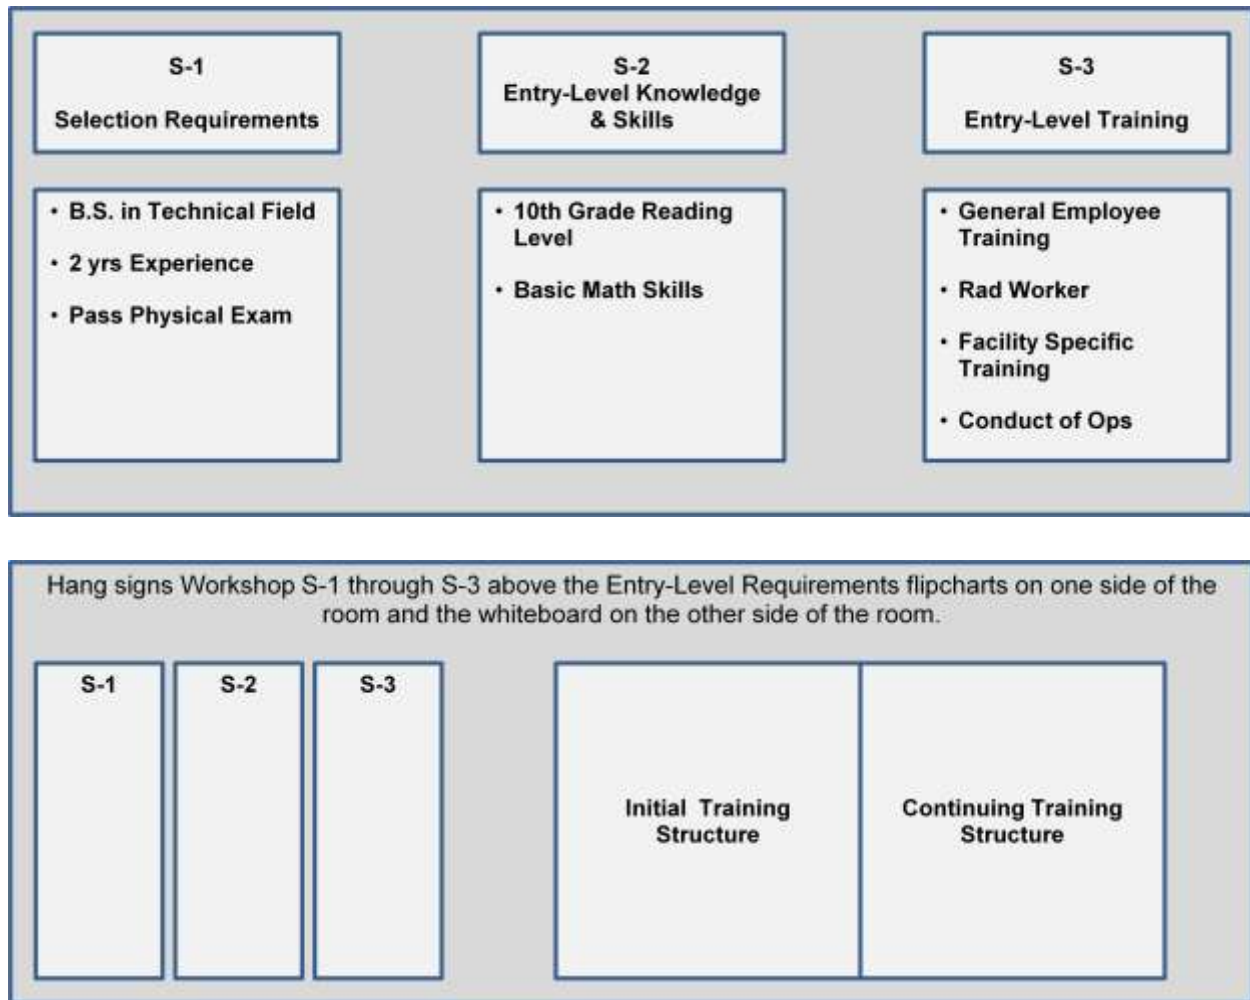 S-1
Selection Requirements
S-2
Entry-Level Knowledge
& Skills
S-3
Entry-Level Training
• B.S. in Technical Field
• 2 yrs Experience
• Pass Physical Exam
• 10th Grade Reading
Level
• Basic Math Skills
• General Employee
Training
• Rad Worker
• Facility Specific
Training
• Conduct of Ops
Hang signs Workshop S-1 through S-3 above the Entry-Level Requirements flipcharts on one side of the
room and the whiteboard on the other side of the room.
S-1
S-2
S-3
Initial Training
Structure
Continuing Training
Structure